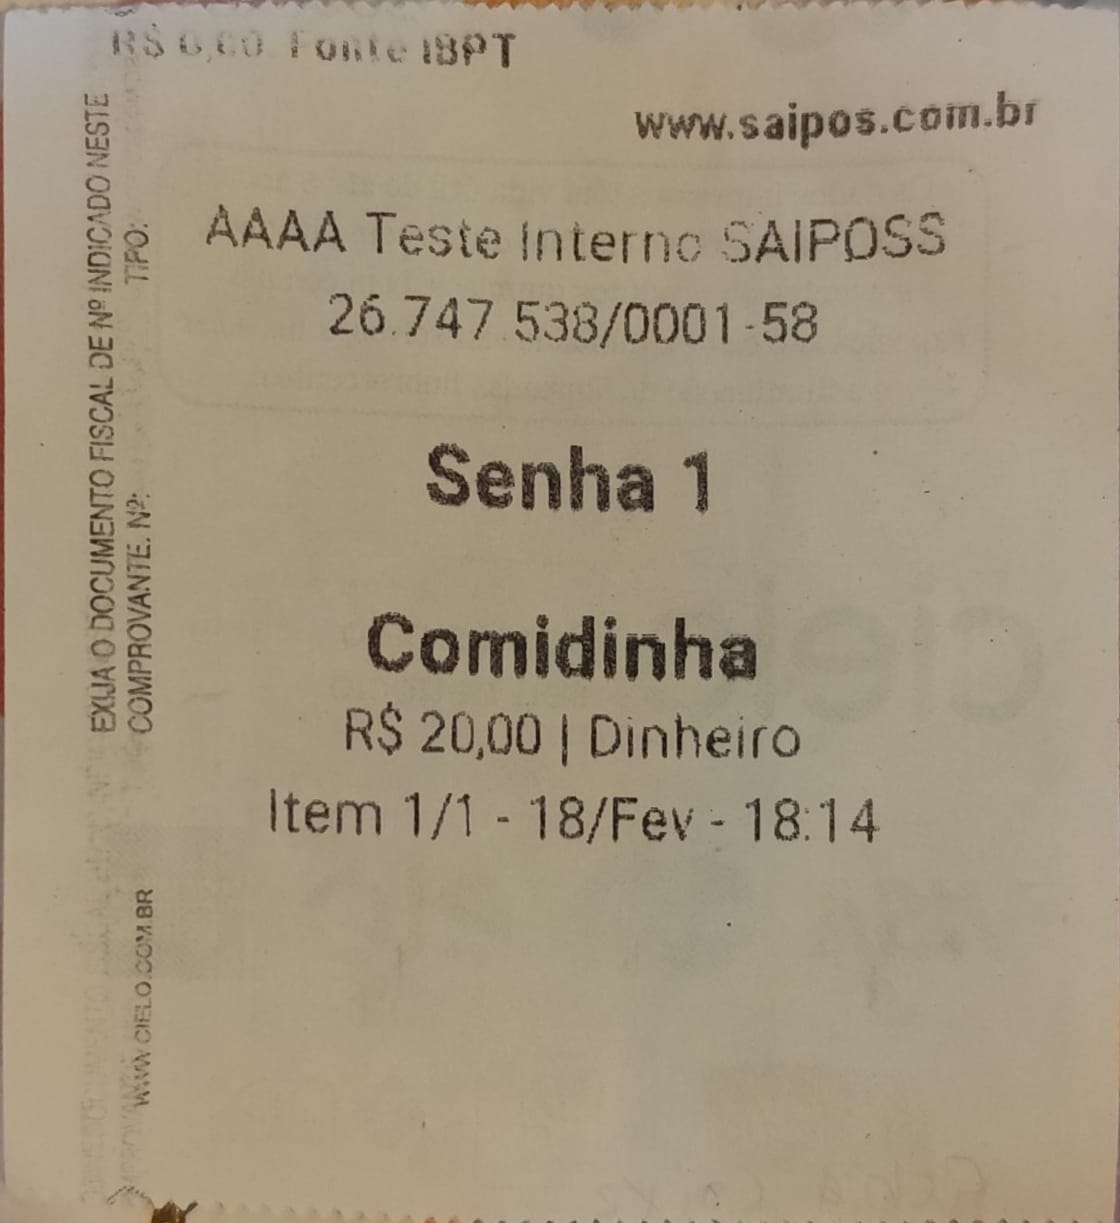 R$ 0,00 Fonte IBPT
www.saipos.com.br
AAAA Teste Interno SAIPOSS
26.747.538/0001-58
Senha 1
Comidinha
R$ 20,00 | Dinheiro
Item 1/1 - 18/Fev - 18:14
EXIJA O DOCUMENTO FISCAL DE Nº INDICADO NESTE
COMPROVANTE. Nº: TIPO:
WWW.CIELO.COM.BR
cielo